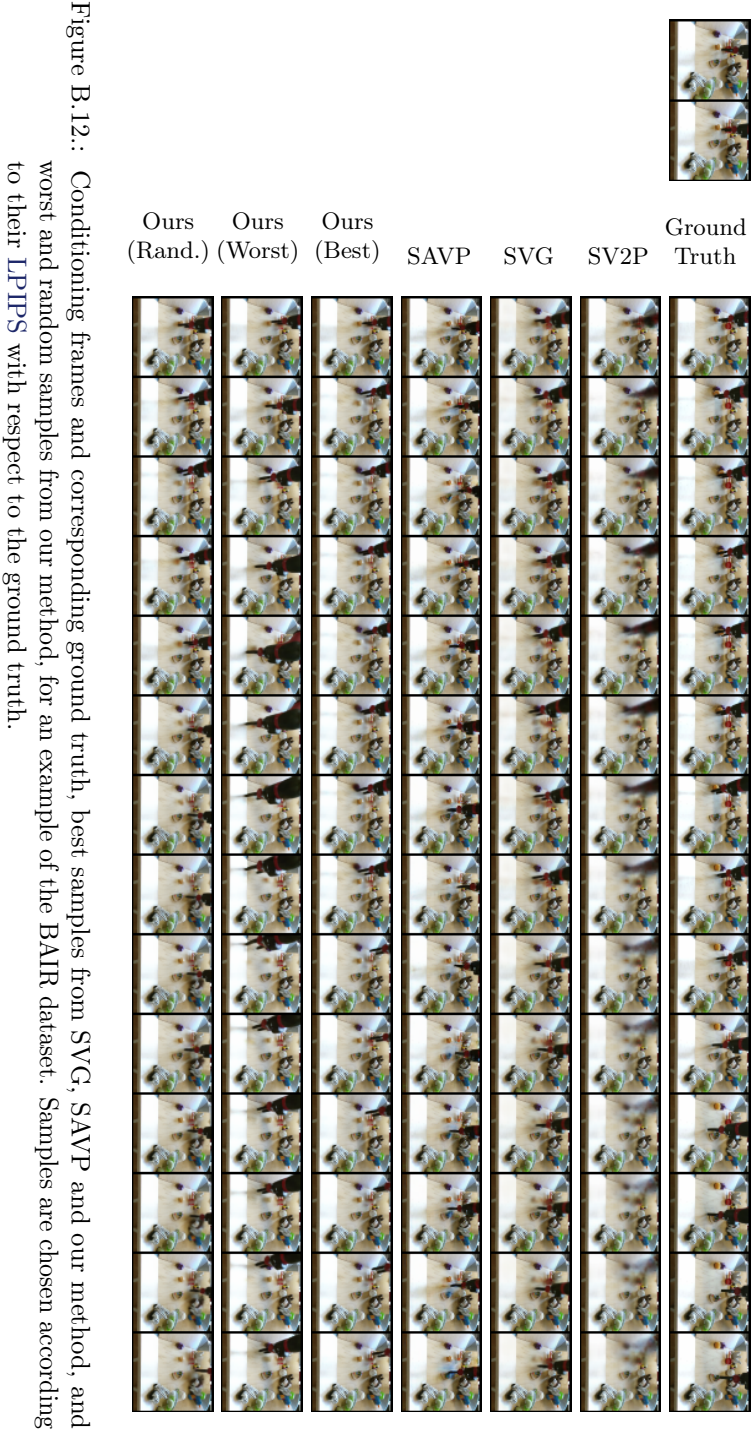 Ground
Truth
SV2P
SVG
SAVP
Ours
(Best)
Ours
(Worst)
Ours
(Rand.)
Figure B.12.: Conditioning frames and corresponding ground truth, best samples from SVG, SAVP and our method, and
worst and random samples from our method, for an example of the BAIR dataset. Samples are chosen according
to their LPIPS with respect to the ground truth.